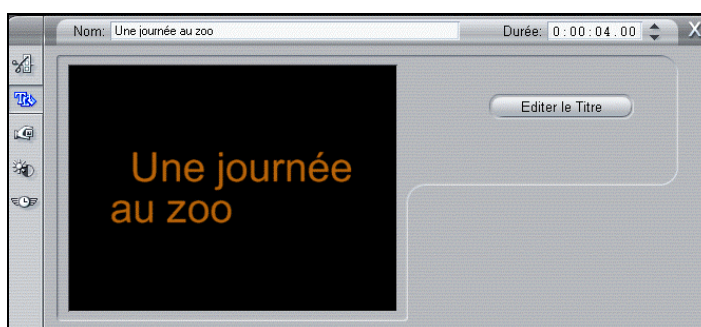 Nom: Une journée au zoo Durée: 0:00:04.00 X
Editer le Titre
Une journée
au zoo